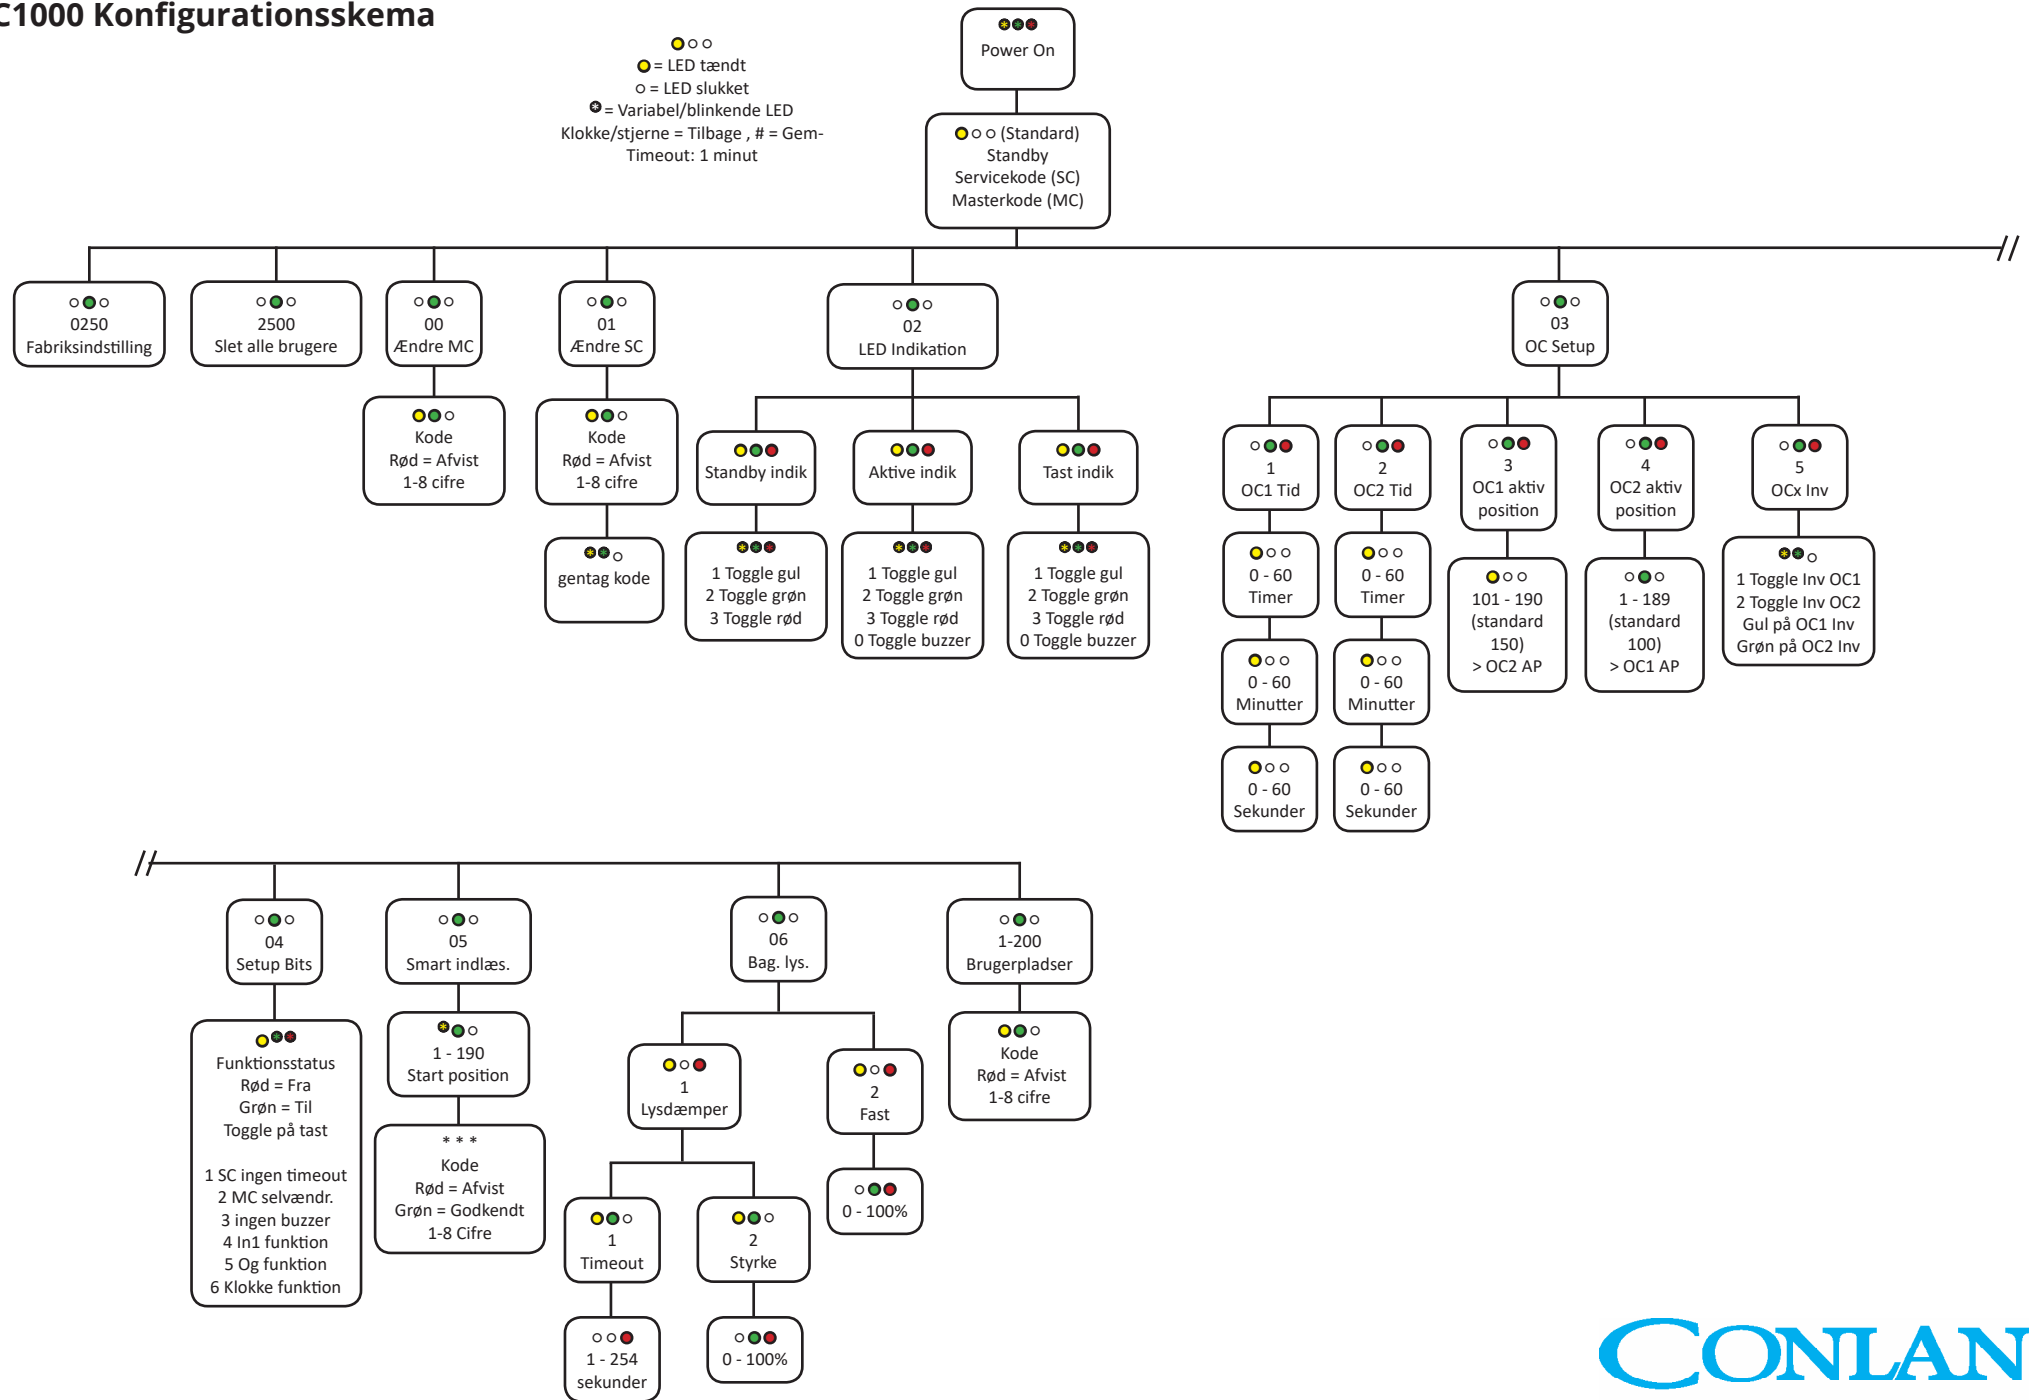 C1000 Konfigurationsskema
= LED tændt
= LED slukket
= Variabel/blinkende LED
Klokke/stjerne = Tilbage , # = Gem-
Timeout: 1 minut
Power On
(Standard)
Standby
Servicekode (SC)
Masterkode (MC)
//
0250
Fabriksindstilling
2500
Slet alle brugere
00
Ændre MC
Kode
Rød = Afvist
1-8 cifre
01
Ændre SC
Kode
Rød = Afvist
1-8 cifre
gentag kode
02
LED Indikation
Standby indik
1 Toggle gul
2 Toggle grøn
3 Toggle rød
Aktive indik
1 Toggle gul
2 Toggle grøn
3 Toggle rød
0 Toggle buzzer
Tast indik
1 Toggle gul
2 Toggle grøn
3 Toggle rød
0 Toggle buzzer
03
OC Setup
1
OC1 Tid
0 - 60
Timer
0 - 60
Minutter
0 - 60
Sekunder
2
OC2 Tid
0 - 60
Timer
0 - 60
Minutter
0 - 60
Sekunder
3
OC1 aktiv
position
101 - 190
(standard
150)
> OC2 AP
4
OC2 aktiv
position
1 - 189
(standard
100)
> OC1 AP
5
OCx Inv
1 Toggle Inv OC1
2 Toggle Inv OC2
Gul på OC1 Inv
Grøn på OC2 Inv
//
04
Setup Bits
Funktionsstatus
Rød = Fra
Grøn = Til
Toggle på tast
1 SC ingen timeout
2 MC selvændr.
3 ingen buzzer
4 In1 funktion
5 Og funktion
6 Klokke funktion
05
Smart indlæs.
1 - 190
Start position
* * *
Kode
Rød = Afvist
Grøn = Godkendt
1-8 Cifre
06
Bag. lys.
1
Lysdæmper
1
Timeout
1 - 254
sekunder
2
Styrke
0 - 100%
2
Fast
0 - 100%
1-200
Brugerpladser
Kode
Rød = Afvist
1-8 cifre
CONLAN